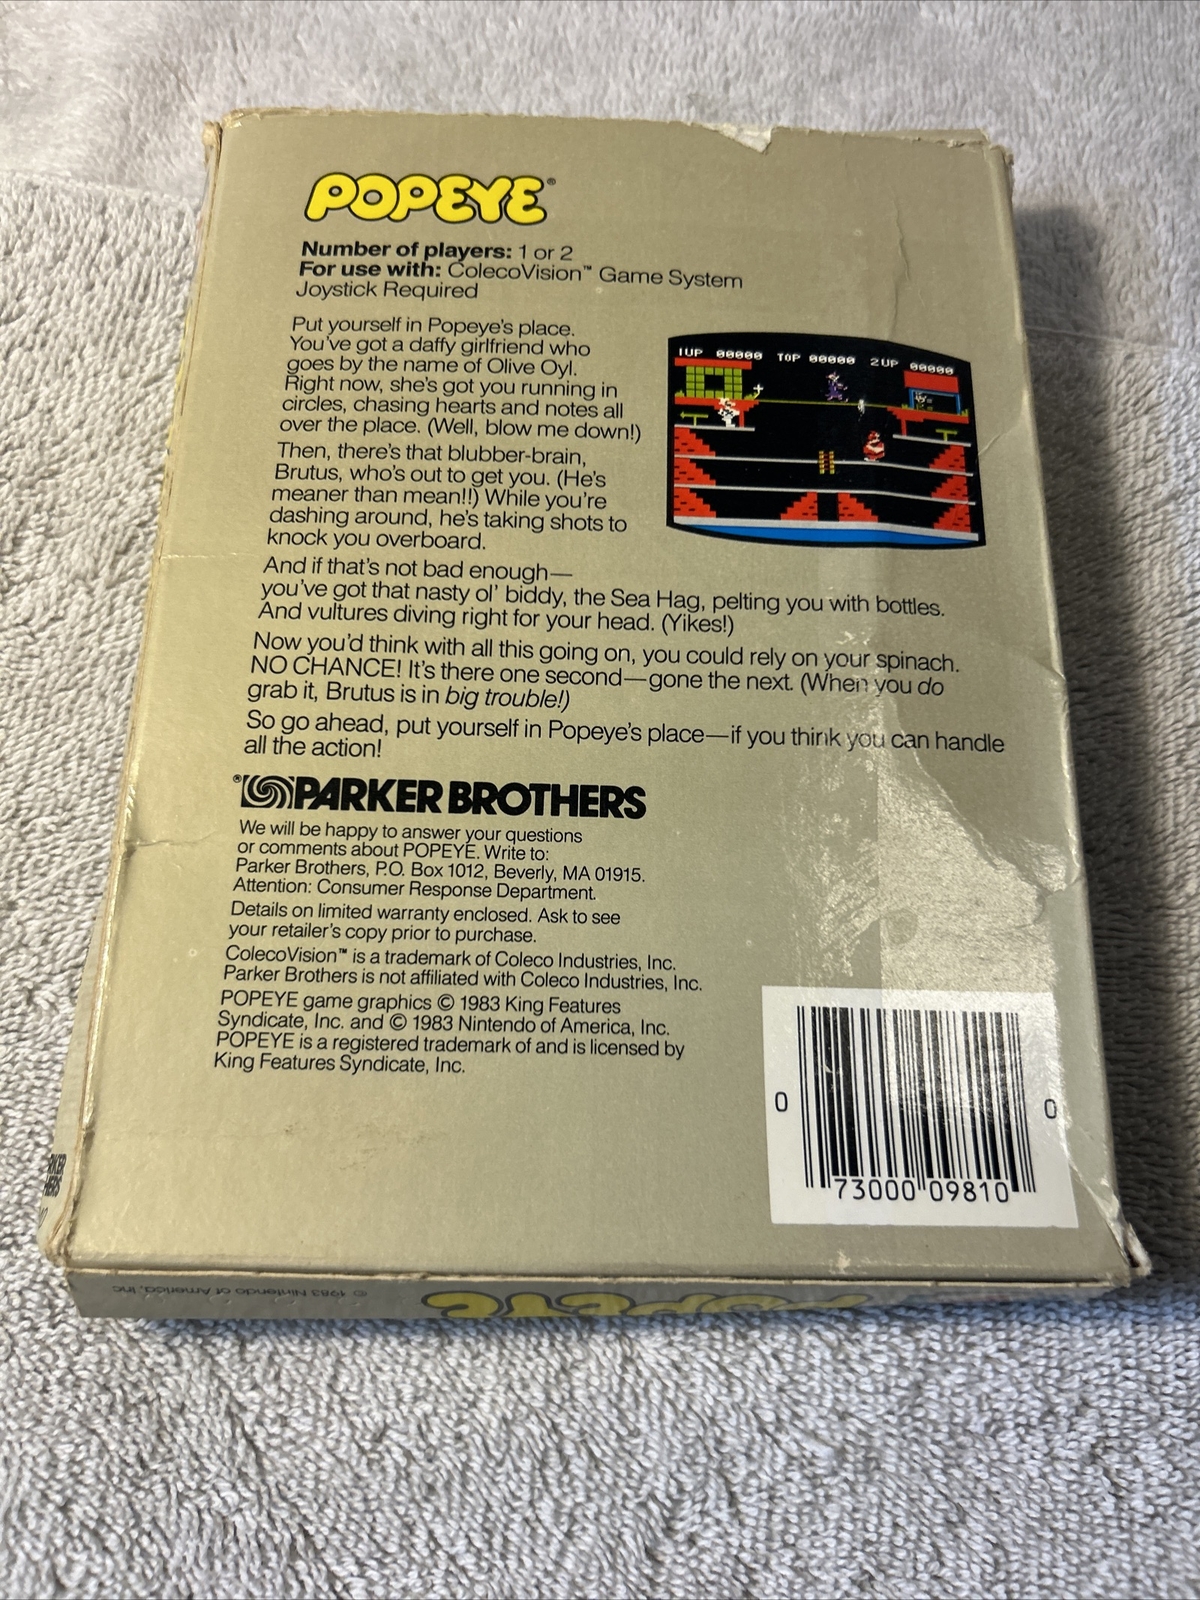 POPEYE®
Number of players: 1 or 2
For use with: ColecoVision™ Game System
Joystick Required
Put yourself in Popeye's place.
You've got a daffy girlfriend who
goes by the name of Olive Oyl.
Right now, she's got you running in
circles, chasing hearts and notes all
over the place. (Well, blow me down!)
1UP 00000 TOP 00000 2UP 00000
Then, there's that blubber-brain,
Brutus, who's out to get you. (He's
meaner than mean!!) While you're
dashing around, he's taking shots to
knock you overboard.
And if that's not bad enough—
you've got that nasty ol' biddy, the Sea Hag, pelting you with bottles.
And vultures diving right for your head. (Yikes!)
Now you'd think with all this going on, you could rely on your spinach.
NO CHANCE! It's there one second—gone the next. (When you do
grab it, Brutus is in big trouble!)
So go ahead, put yourself in Popeye's place—if you think you can handle
all the action!
®PARKER BROTHERS
We will be happy to answer your questions
or comments about POPEYE. Write to:
Parker Brothers, P.O. Box 1012, Beverly, MA 01915.
Attention: Consumer Response Department.
Details on limited warranty enclosed. Ask to see
your retailer's copy prior to purchase.
ColecoVision™ is a trademark of Coleco Industries, Inc.
Parker Brothers is not affiliated with Coleco Industries, Inc.
POPEYE game graphics © 1983 King Features
Syndicate, Inc. and © 1983 Nintendo of America, Inc.
POPEYE is a registered trademark of and is licensed by
King Features Syndicate, Inc.
0 73000 09810 0
POPEYE
© 1983 Nintendo of America, Inc.